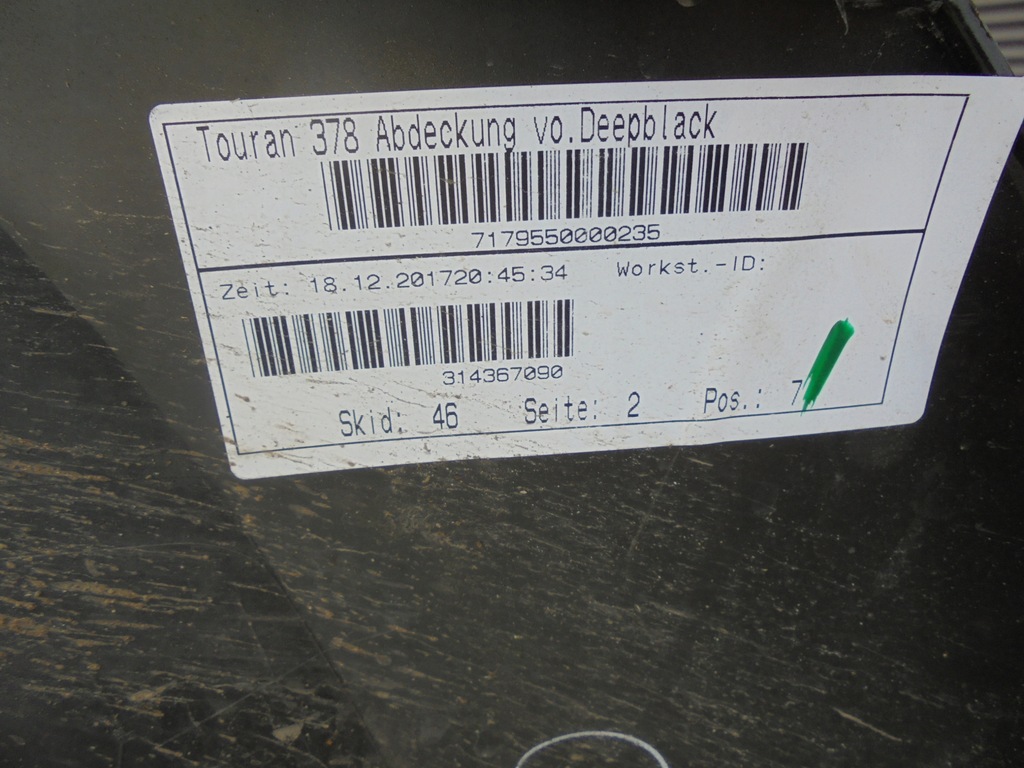 Touran 378 Abdeckung vo.Deepblack
7179550000235
Zeit: 18.12.201720:45:34 Workst.-ID:
314367090
Skid: 46 Seite: 2 Pos.: 7